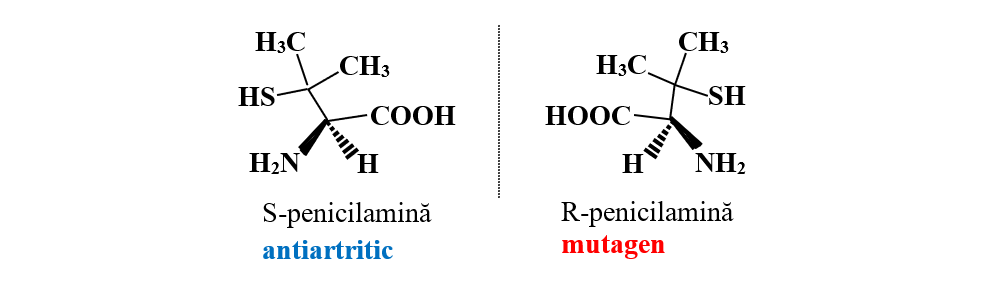 H₃C
CH₃
HS
COOH
H₂N
H
S-penicilamină
antiartritic
CH₃
H₃C
SH
HOOC
H
NH₂
R-penicilamină
mutagen